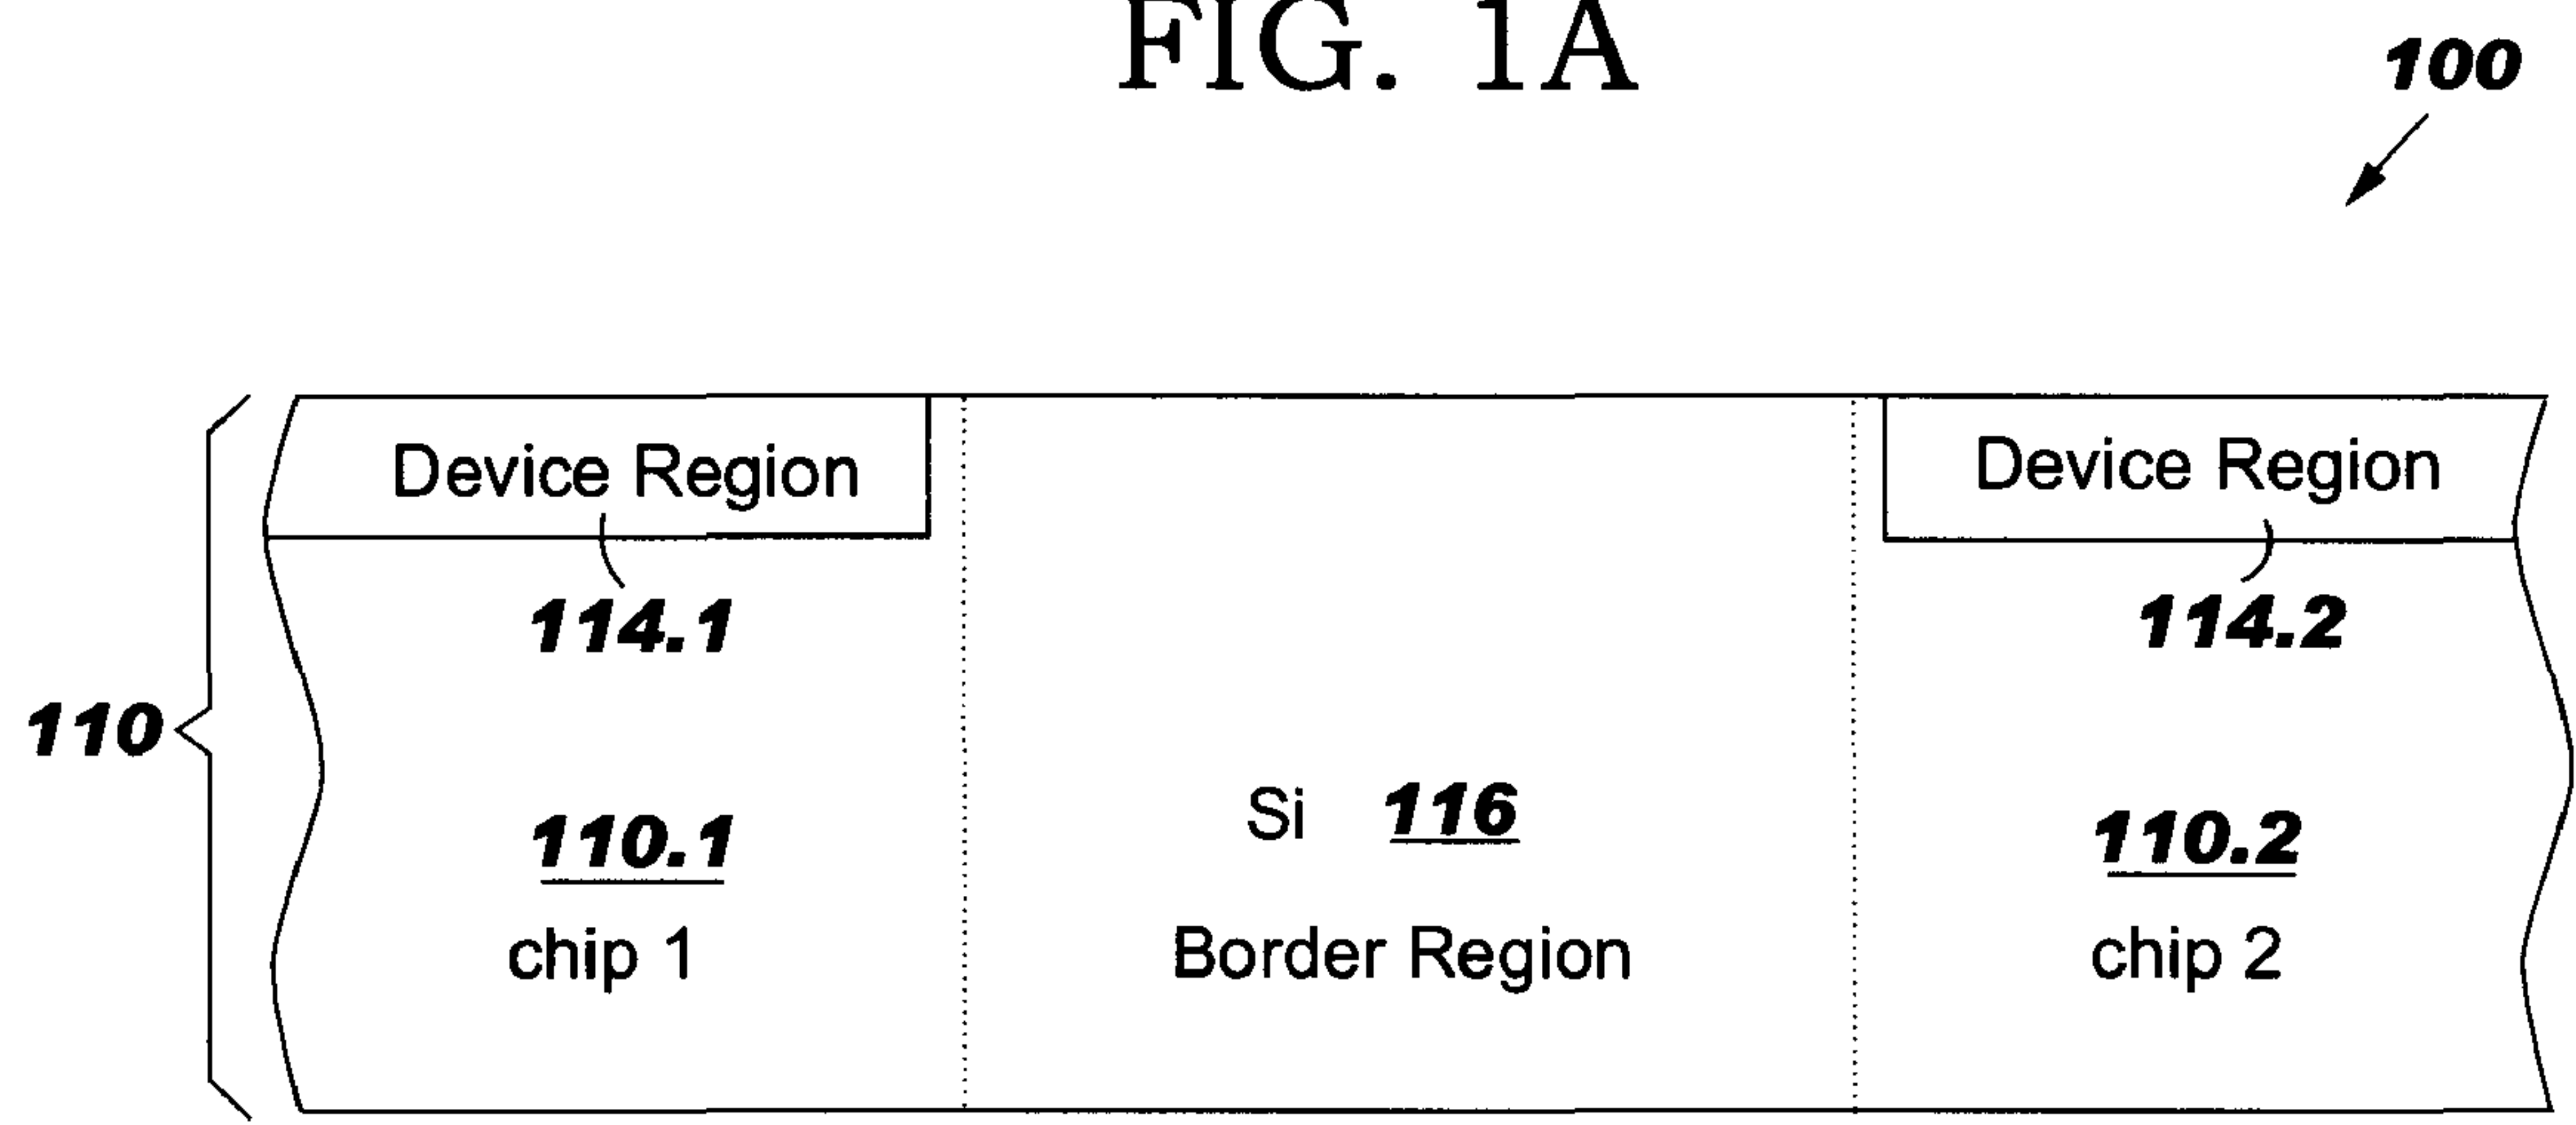 FIG. 1A
100
Device Region
Device Region
114.1
114.2
110
Si 116
110.1
110.2
chip 1
Border Region
chip 2